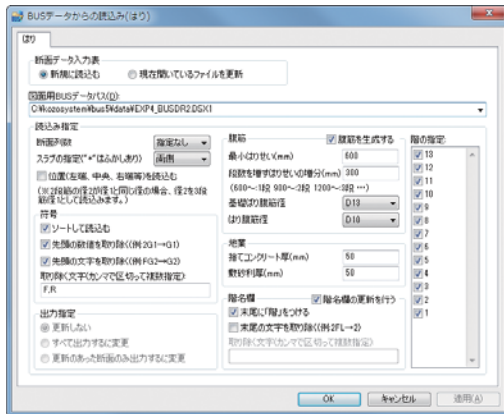 BUSデータからの読込み(はり)
はり
断面データ入力表
新規に読込む
現在開いているファイルを更新
図面用BUSデータパス(D):
C:¥kozosystem¥bus5¥data¥EXP4_BUSDR2.DSX1
読込み指定
断面列数
指定なし
スラブの指定("*"はふかしあり)
両側
位置(左端、中央、右端等)を読込む
(※2段筋の径2が径1と同じ径の場合、径2を3段
筋径1として読込みます。)
符号
ソートして読込む
先頭の数値を取り除く(例:2G1→G1)
先頭の文字を取り除く(例:FG2→G2)
取り除く文字(カンマで区切って複数指定):
F,R
出力指定
更新しない
すべて出力するに変更
更新のあった断面のみ出力するに変更
腹筋
腹筋を生成する
最小はりせい(mm)
600
段数を増すはりせいの増分(mm)
300
(600〜:1段 900〜:2段 1200〜:3段 …)
基礎はり腹筋径
D13
はり腹筋径
D10
地業
捨てコンクリート厚(mm)
50
敷砂利厚(mm)
50
階名欄
階名欄の更新を行う
末尾に「階」をつける
末尾の文字を取り除く(例:2FL→2)
取り除く文字(カンマで区切って複数指定)
階の指定:
13
12
11
10
9
8
7
6
5
4
3
2
1
OK
キャンセル
適用(A)